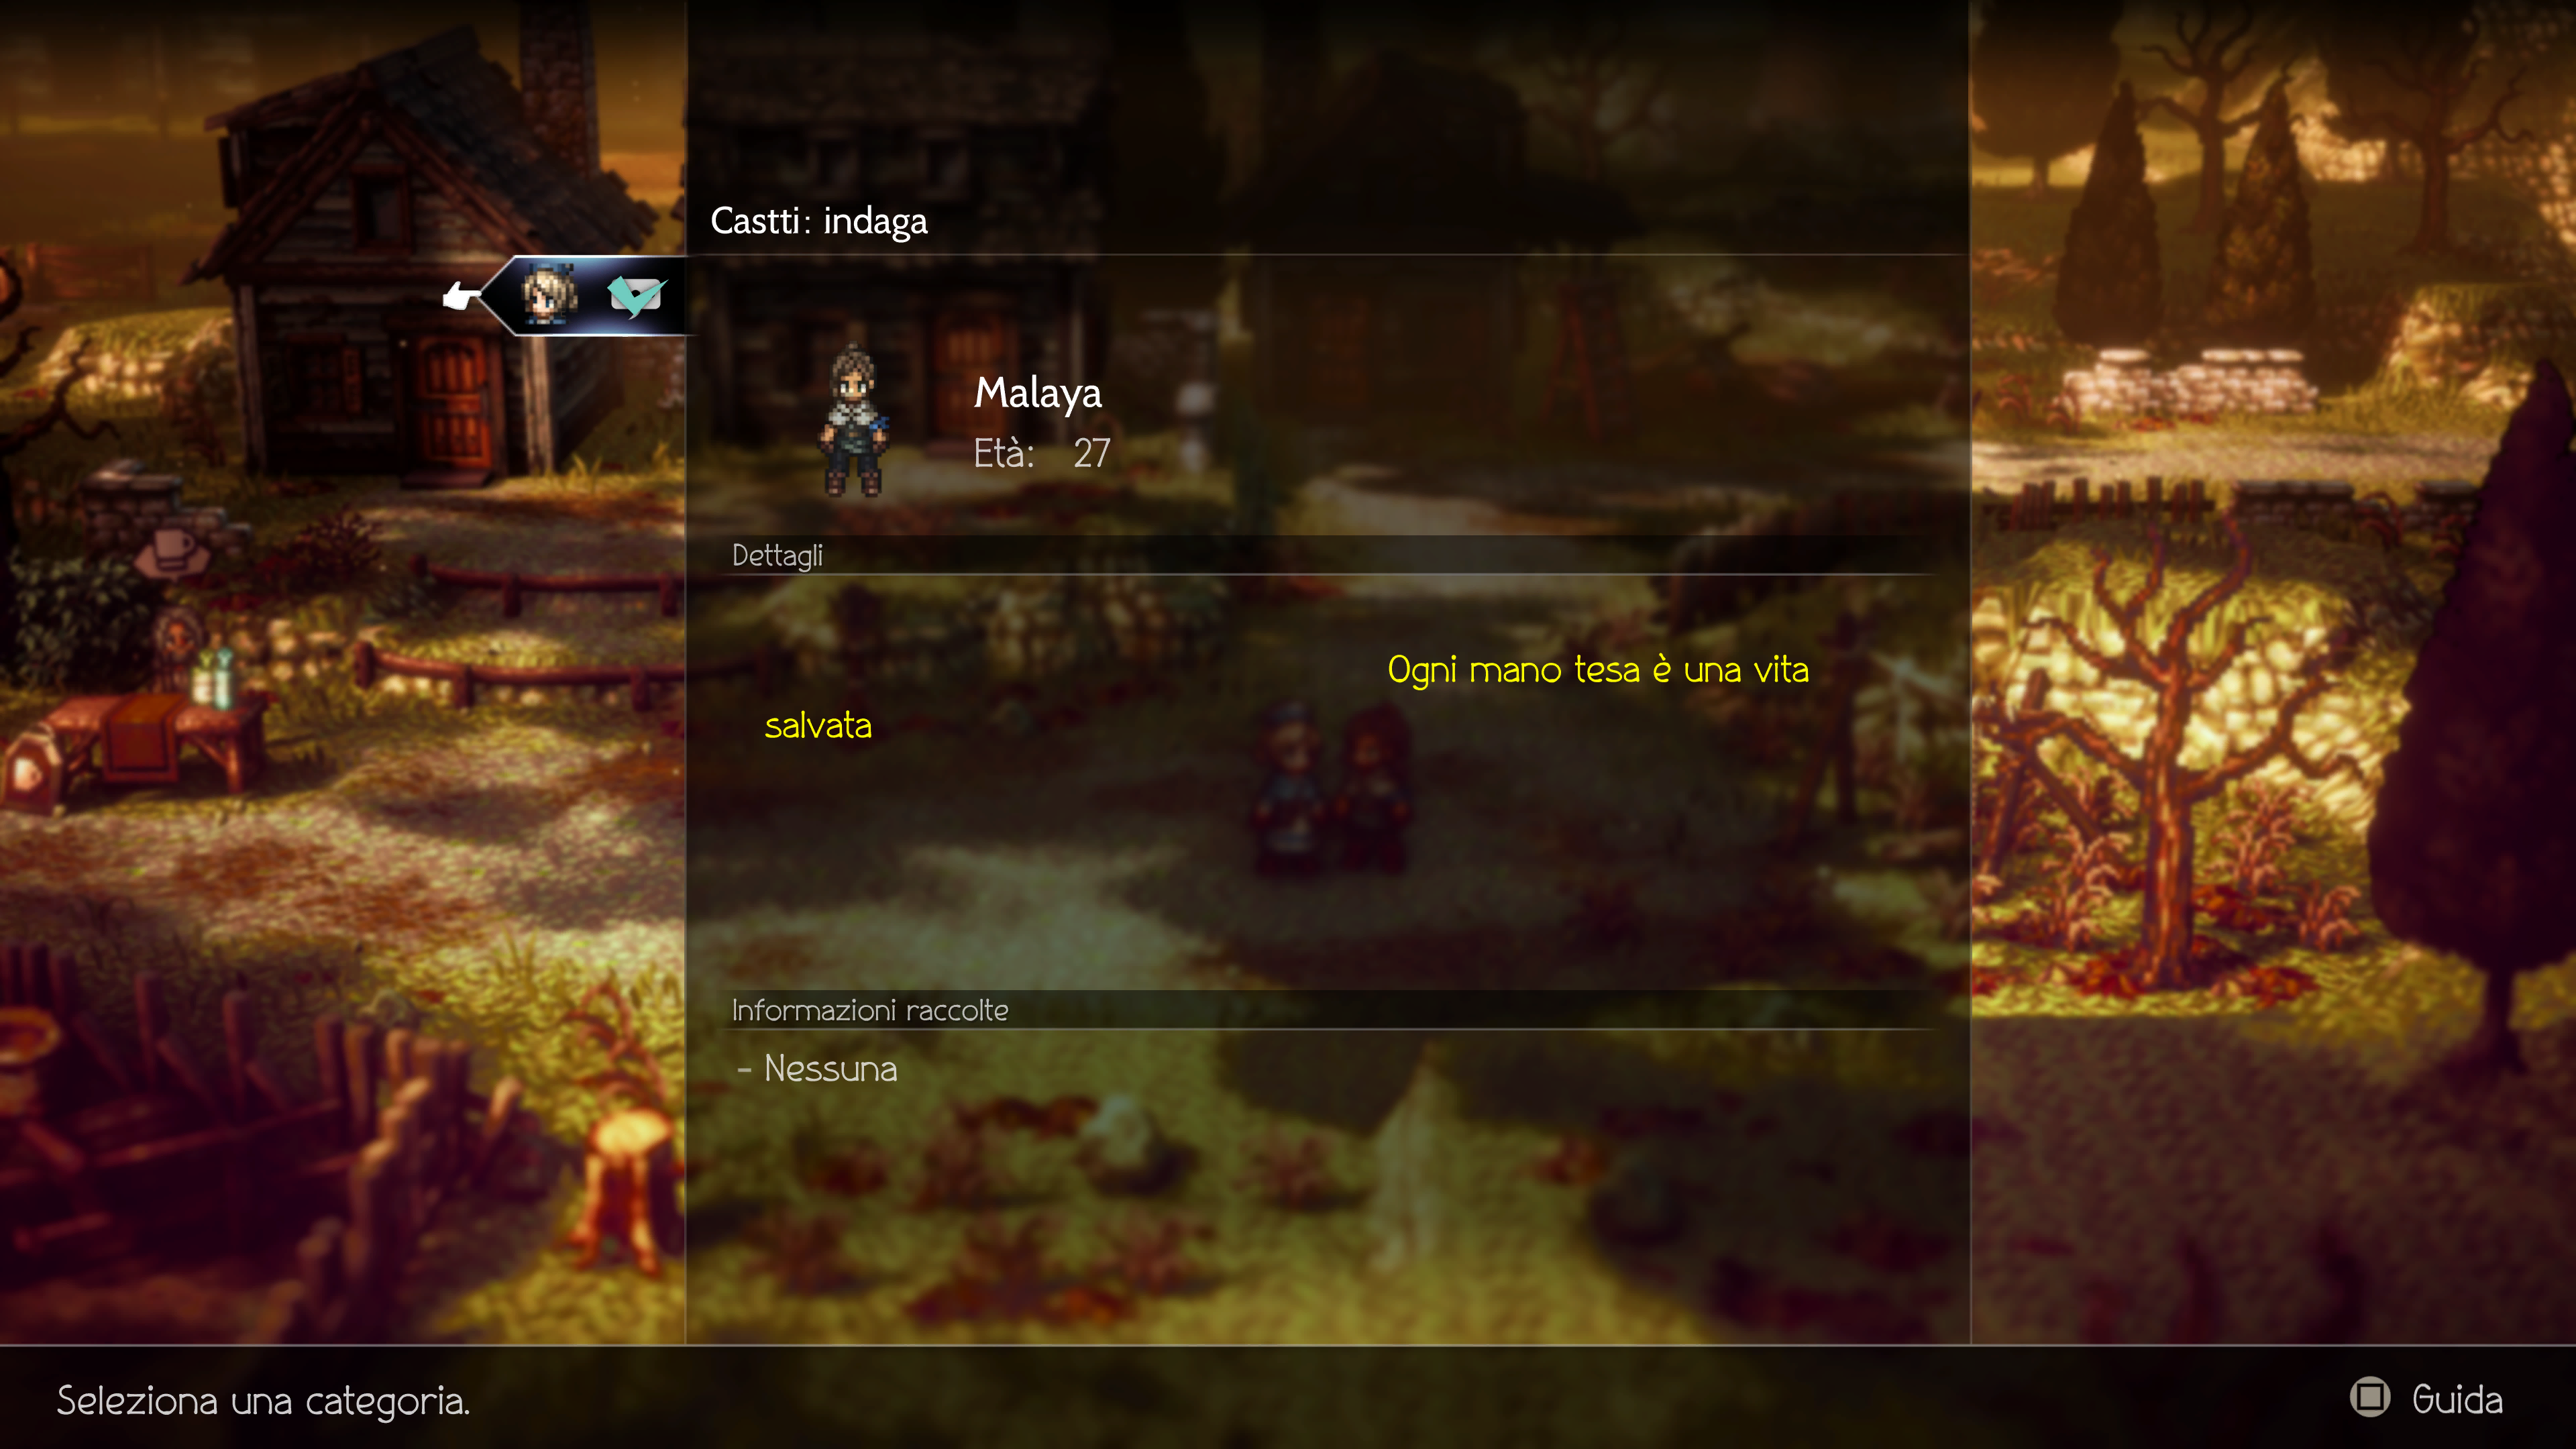 Castti: indaga
Malaya
Età: 27
Dettagli
Ogni mano tesa è una vita
salvata
Informazioni raccolte
- Nessuna
Seleziona una categoria.
Guida